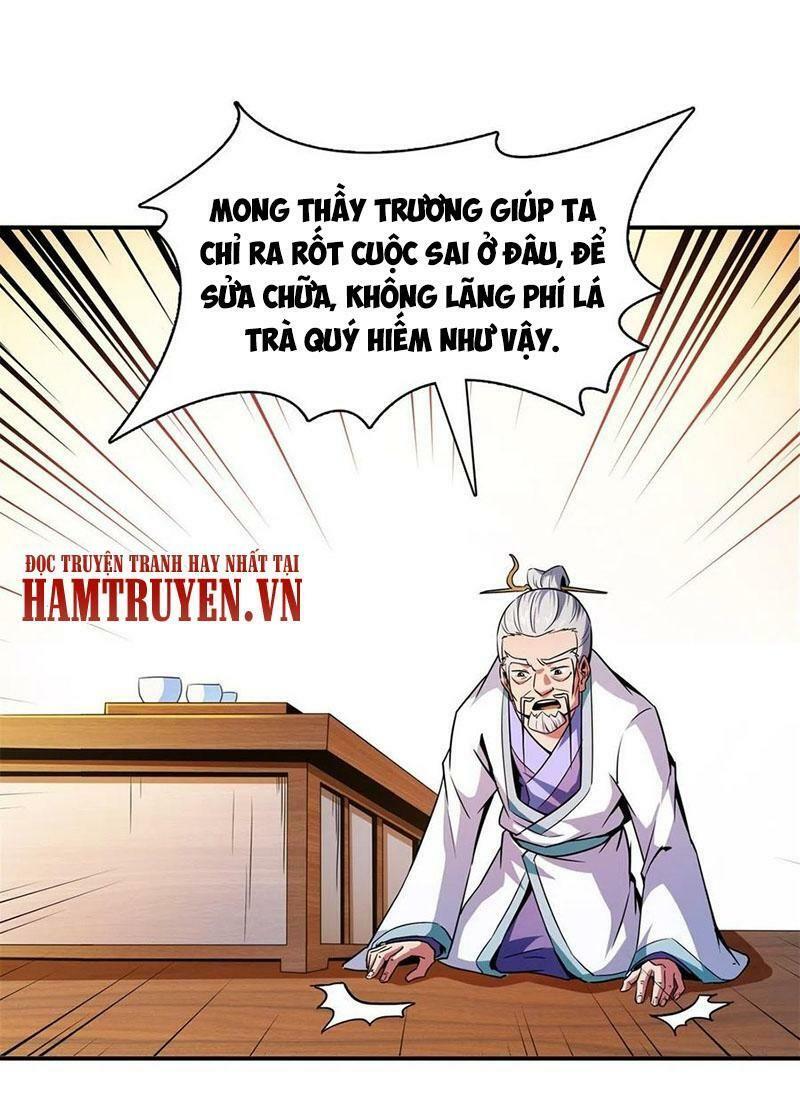 MONG THẦY TRƯƠNG GIÚP TA
CHỈ RA RỐT CUỘC SAI Ở ĐÂU, ĐỂ
SỬA CHỮA, KHÔNG LÃNG PHÍ LÁ
TRÀ QUÝ HIẾM NHƯ VẬY.
ĐỌC TRUYỆN TRANH HAY NHẤT TẠI
HAMTRUYEN.VN